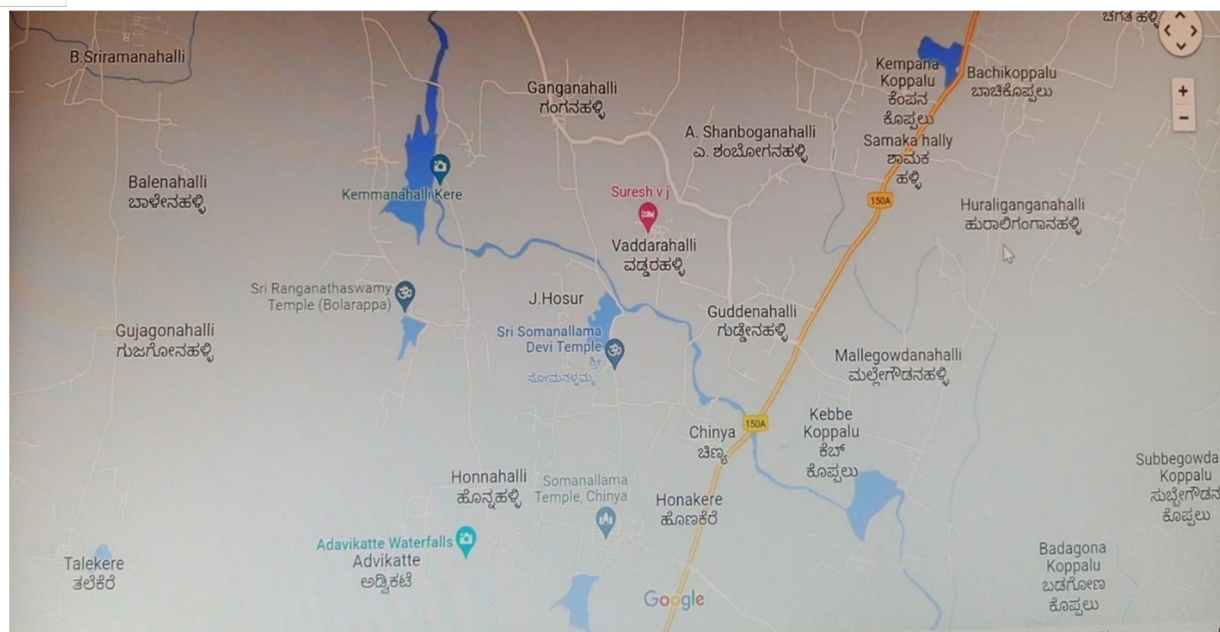 B.Sriramanahalli
Ganganahalli
ಗಂಗನಹಳ್ಳಿ
Kempana
Koppalu
ಕೆಂಪನ
ಕೊಪ್ಪಲು
Bachikoppalu
ಬಾಚಿಕೊಪ್ಪಲು
A. Shanboganahalli
ಎ. ಶಂಬೋಗನಹಳ್ಳಿ
Samaka hally
ಶಾಮಕ
ಹಳ್ಳಿ
Balenahalli
ಬಾಳೇನಹಳ್ಳಿ
Kemmanahalli Kere
Suresh v j
150A
Huraliganganahalli
ಹುರಾಲಿಗಂಗಾನಹಳ್ಳಿ
Vaddarahalli
ವಡ್ಡರಹಳ್ಳಿ
Sri Ranganathaswamy
Temple (Bolarappa)
J.Hosur
Guddenahalli
ಗುಡ್ಡೇನಹಳ್ಳಿ
Gujagonahalli
ಗುಜಗೋನಹಳ್ಳಿ
Sri Somanallama
Devi Temple
ಶ್ರೀ
ಸೋಮನಳ್ಳಮ್ಮ
Mallegowdanahalli
ಮಲ್ಲೇಗೌಡನಹಳ್ಳಿ
Chinya
ಚಿಣ್ಯ
150A
Kebbe
Koppalu
ಕೆಬ್
ಕೊಪ್ಪಲು
Honnahalli
ಹೊನ್ನಹಳ್ಳಿ
Somanallama
Temple, Chinya
Honakere
ಹೊಣಕೆರೆ
Subbegowda
Koppalu
ಸುಬ್ಬೇಗೌಡನ
ಕೊಪ್ಪಲು
Adavikatte Waterfalls
Advikatte
ಅಡ್ವಿಕಟೆ
Talekere
ತಲೆಕೆರೆ
Badagona
Koppalu
ಬಡಗೋಣ
ಕೊಪ್ಪಲು
Google